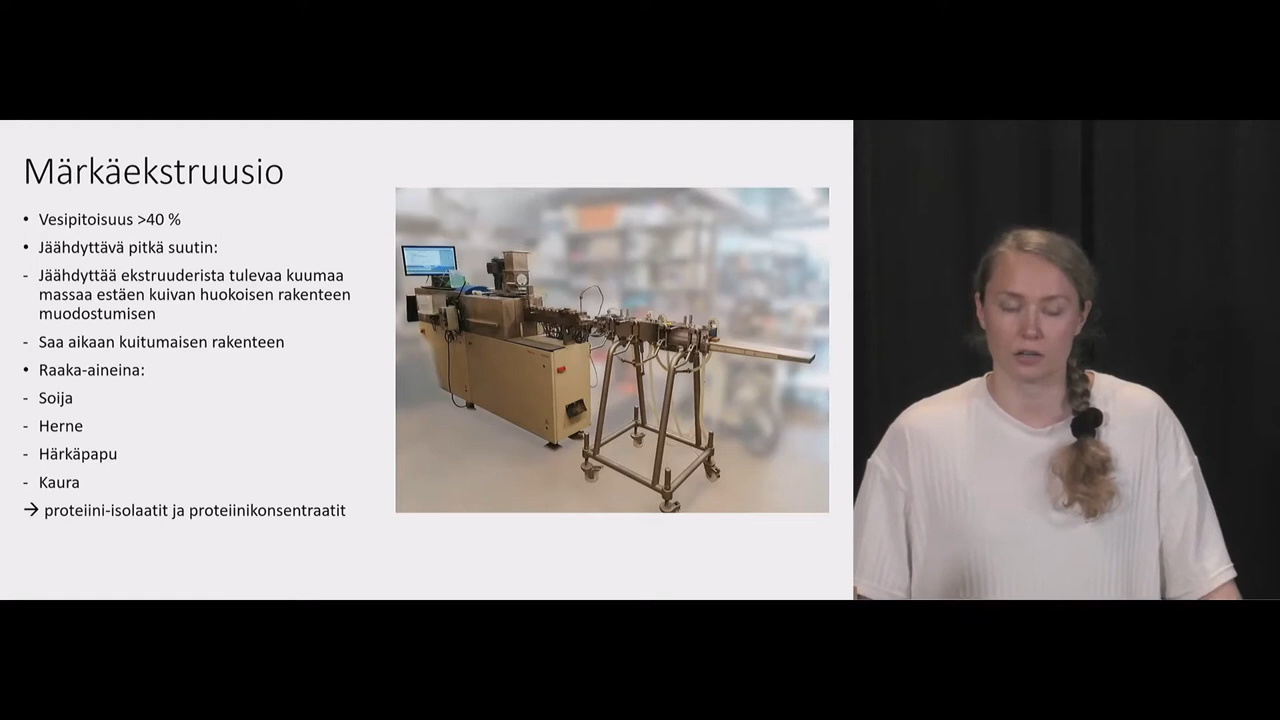 Märkäekstruusio
• Vesipitoisuus >40 %
• Jäähdyttävä pitkä suutin:
- Jäähdyttää ekstruuderista tulevaa kuumaa
massaa estäen kuivan huokoisen rakenteen
muodostumisen
- Saa aikaan kuitumaisen rakenteen
• Raaka-aineina:
- Soija
- Herne
- Härkäpapu
- Kaura
→ proteiini-isolaatit ja proteiinikonsentraatit